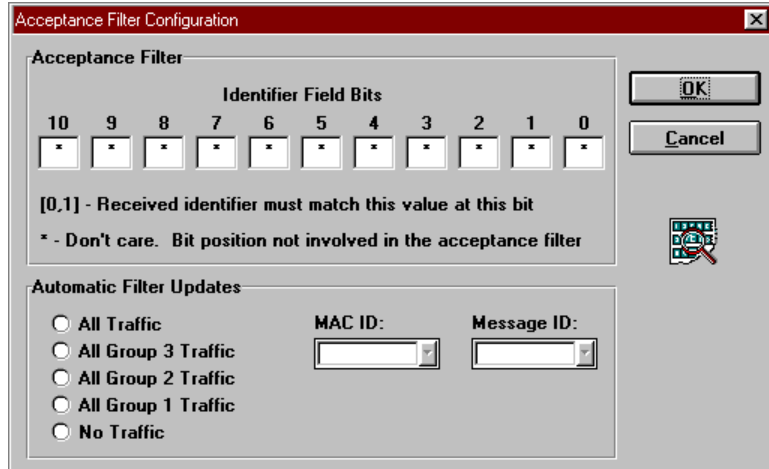 Acceptance Filter Configuration
Acceptance Filter
Identifier Field Bits
10 9 8 7 6 5 4 3 2 1 0
* * * * * * * * * * *
[0,1] - Received identifier must match this value at this bit
* - Don't care. Bit position not involved in the acceptance filter
OK
Cancel
Automatic Filter Updates
All Traffic
All Group 3 Traffic
All Group 2 Traffic
All Group 1 Traffic
No Traffic
MAC ID:
Message ID: